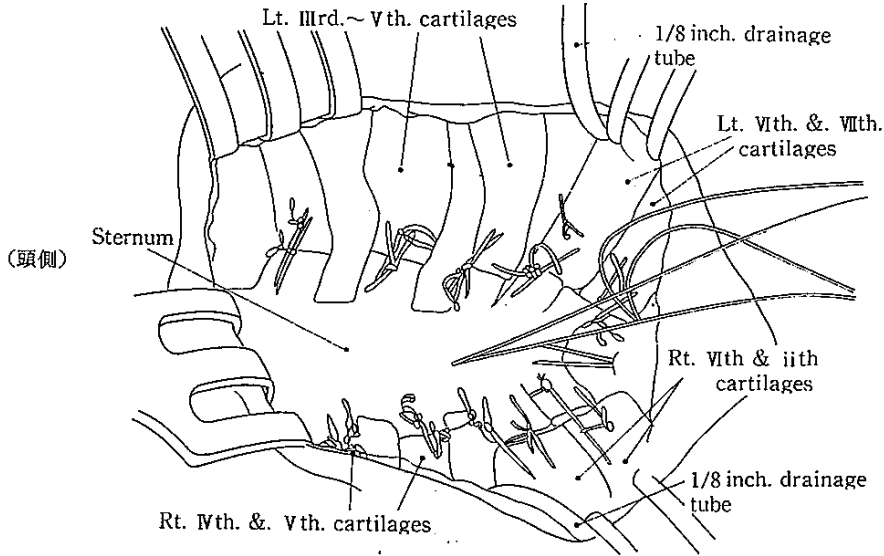 Lt. IIIrd.~ Vth. cartilages
1/8 inch. drainage
tube
Lt. VIth. &. VIIth.
cartilages
(頭側)
Sternum
Rt. VIth & iith
cartilages
1/8 inch. drainage
tube
Rt. IVth. &. Vth. cartilages